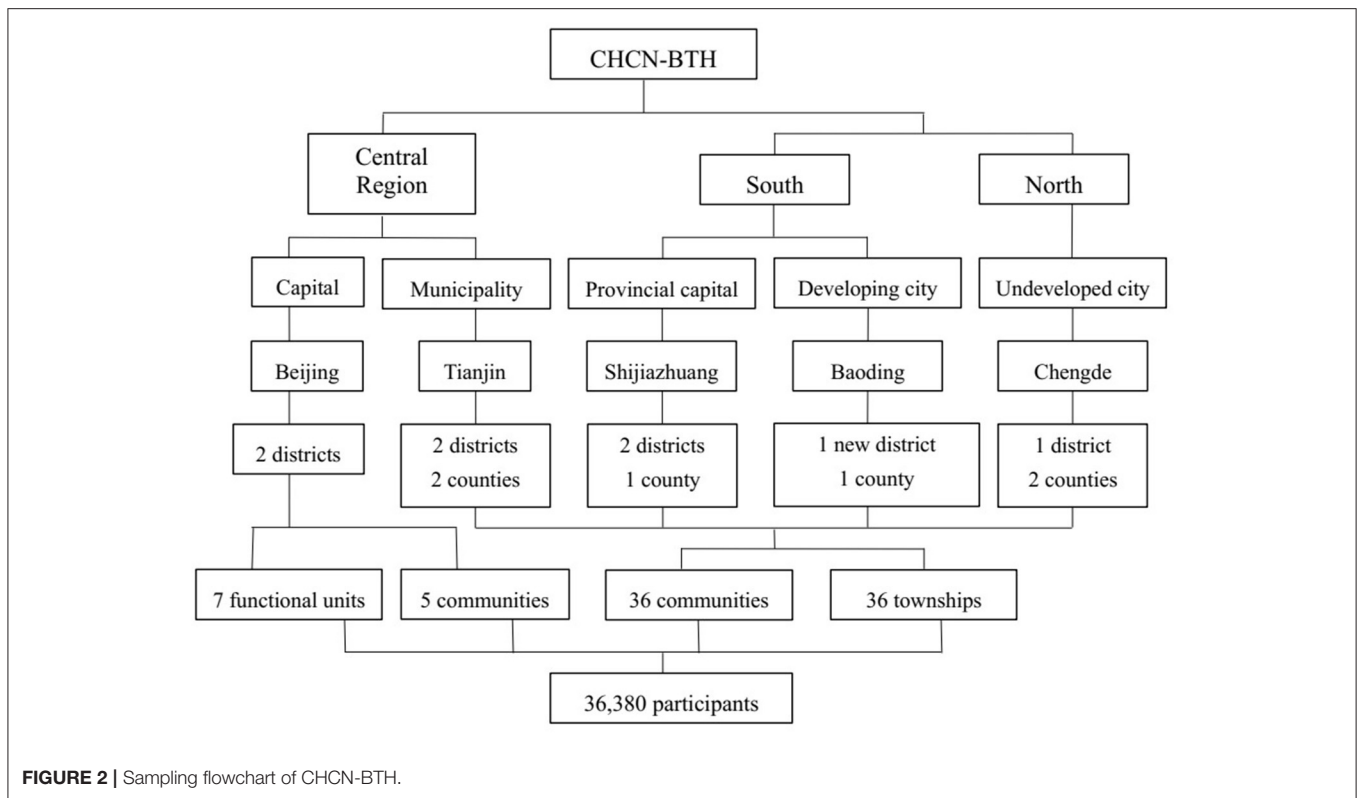 CHCN-BTH
Central
Region
South
North
Capital
Municipality
Provincial capital
Developing city
Undeveloped city
Beijing
Tianjin
Shijiazhuang
Baoding
Chengde
2 districts
2 districts
2 counties
2 districts
1 county
1 new district
1 county
1 district
2 counties
7 functional units
5 communities
36 communities
36 townships
36,380 participants
FIGURE 2 | Sampling flowchart of CHCN-BTH.